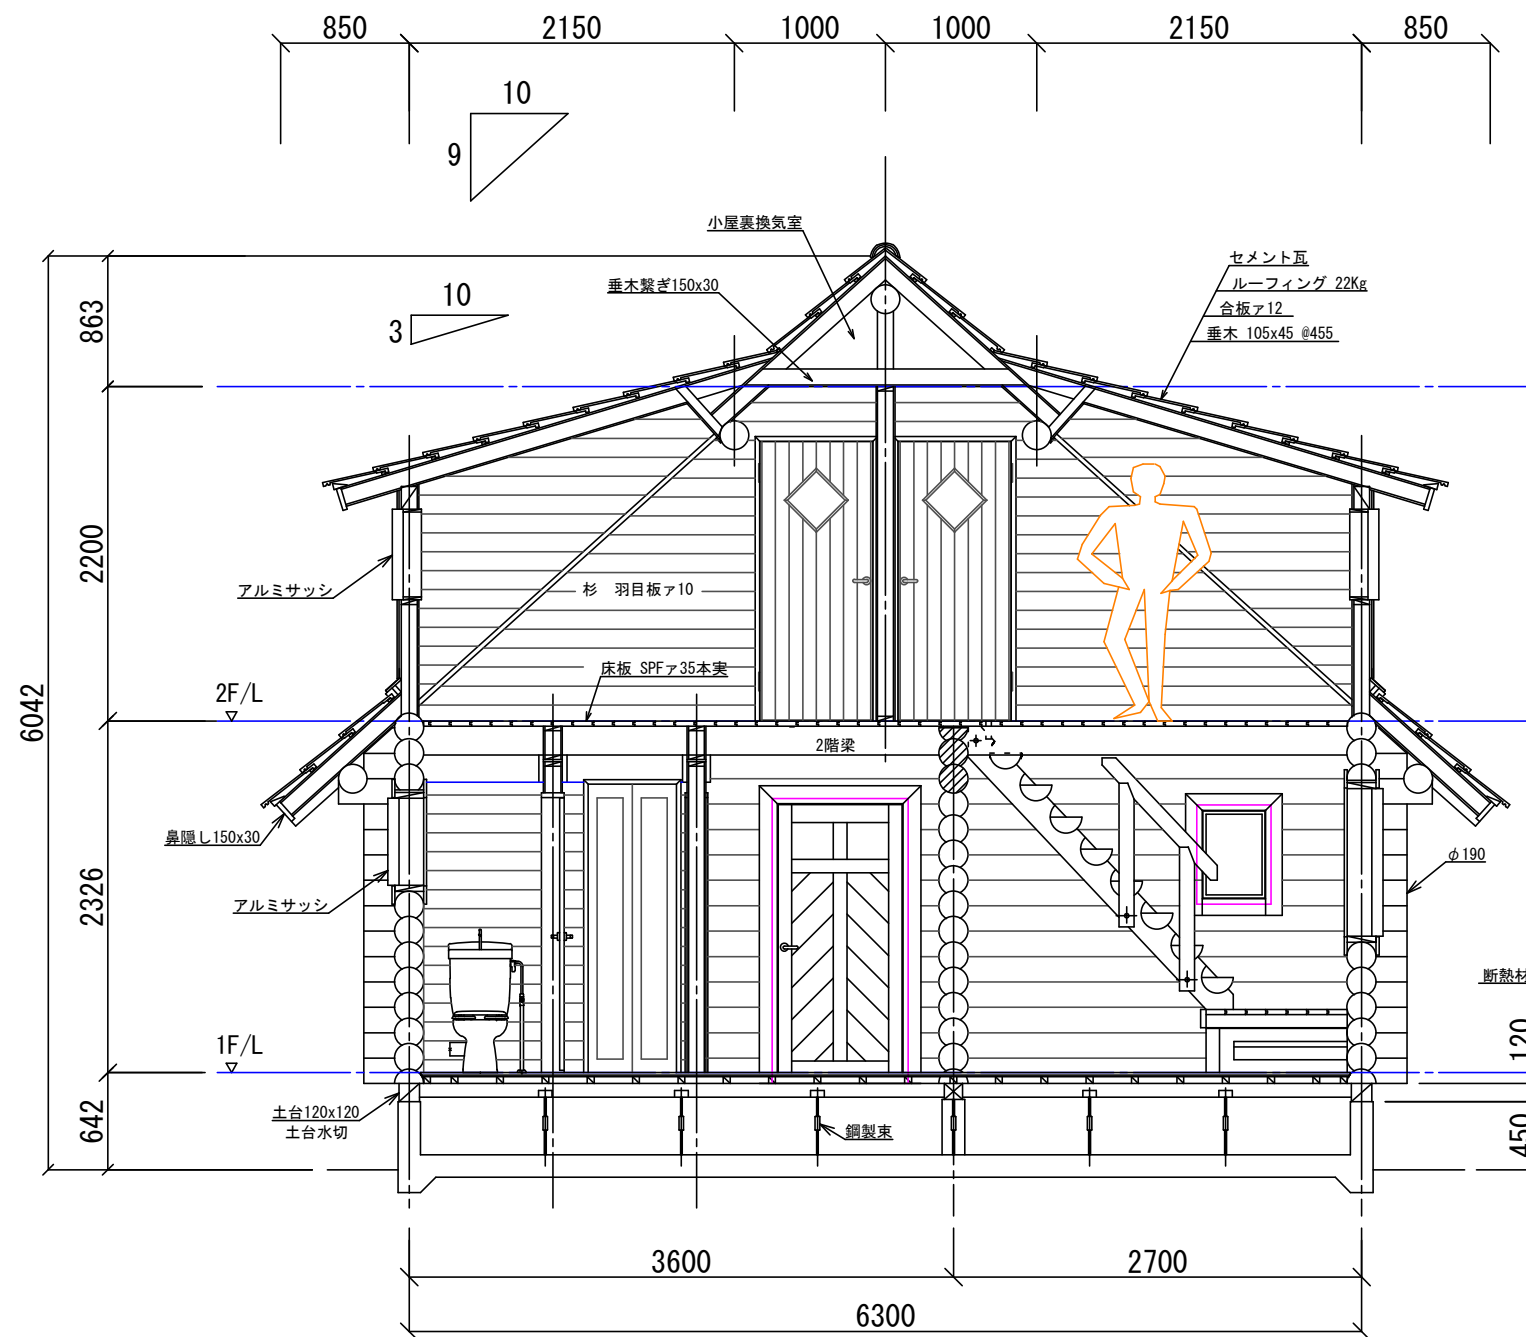 850
2150
1000
1000
2150
850
10
9
小屋裏換気室
垂木繋ぎ150x30
セメント瓦
ルーフィング 22Kg
合板ァ12
垂木 105x45 @455
863
10
3
2200
アルミサッシ
杉　羽目板ァ10
床板 SPFァ35本実
2F/L
6042
2階梁
鼻隠し150x30
アルミサッシ
2326
φ190
断熱材
1F/L
120
642
土台120x120
土台水切
鋼製束
450
3600
2700
6300